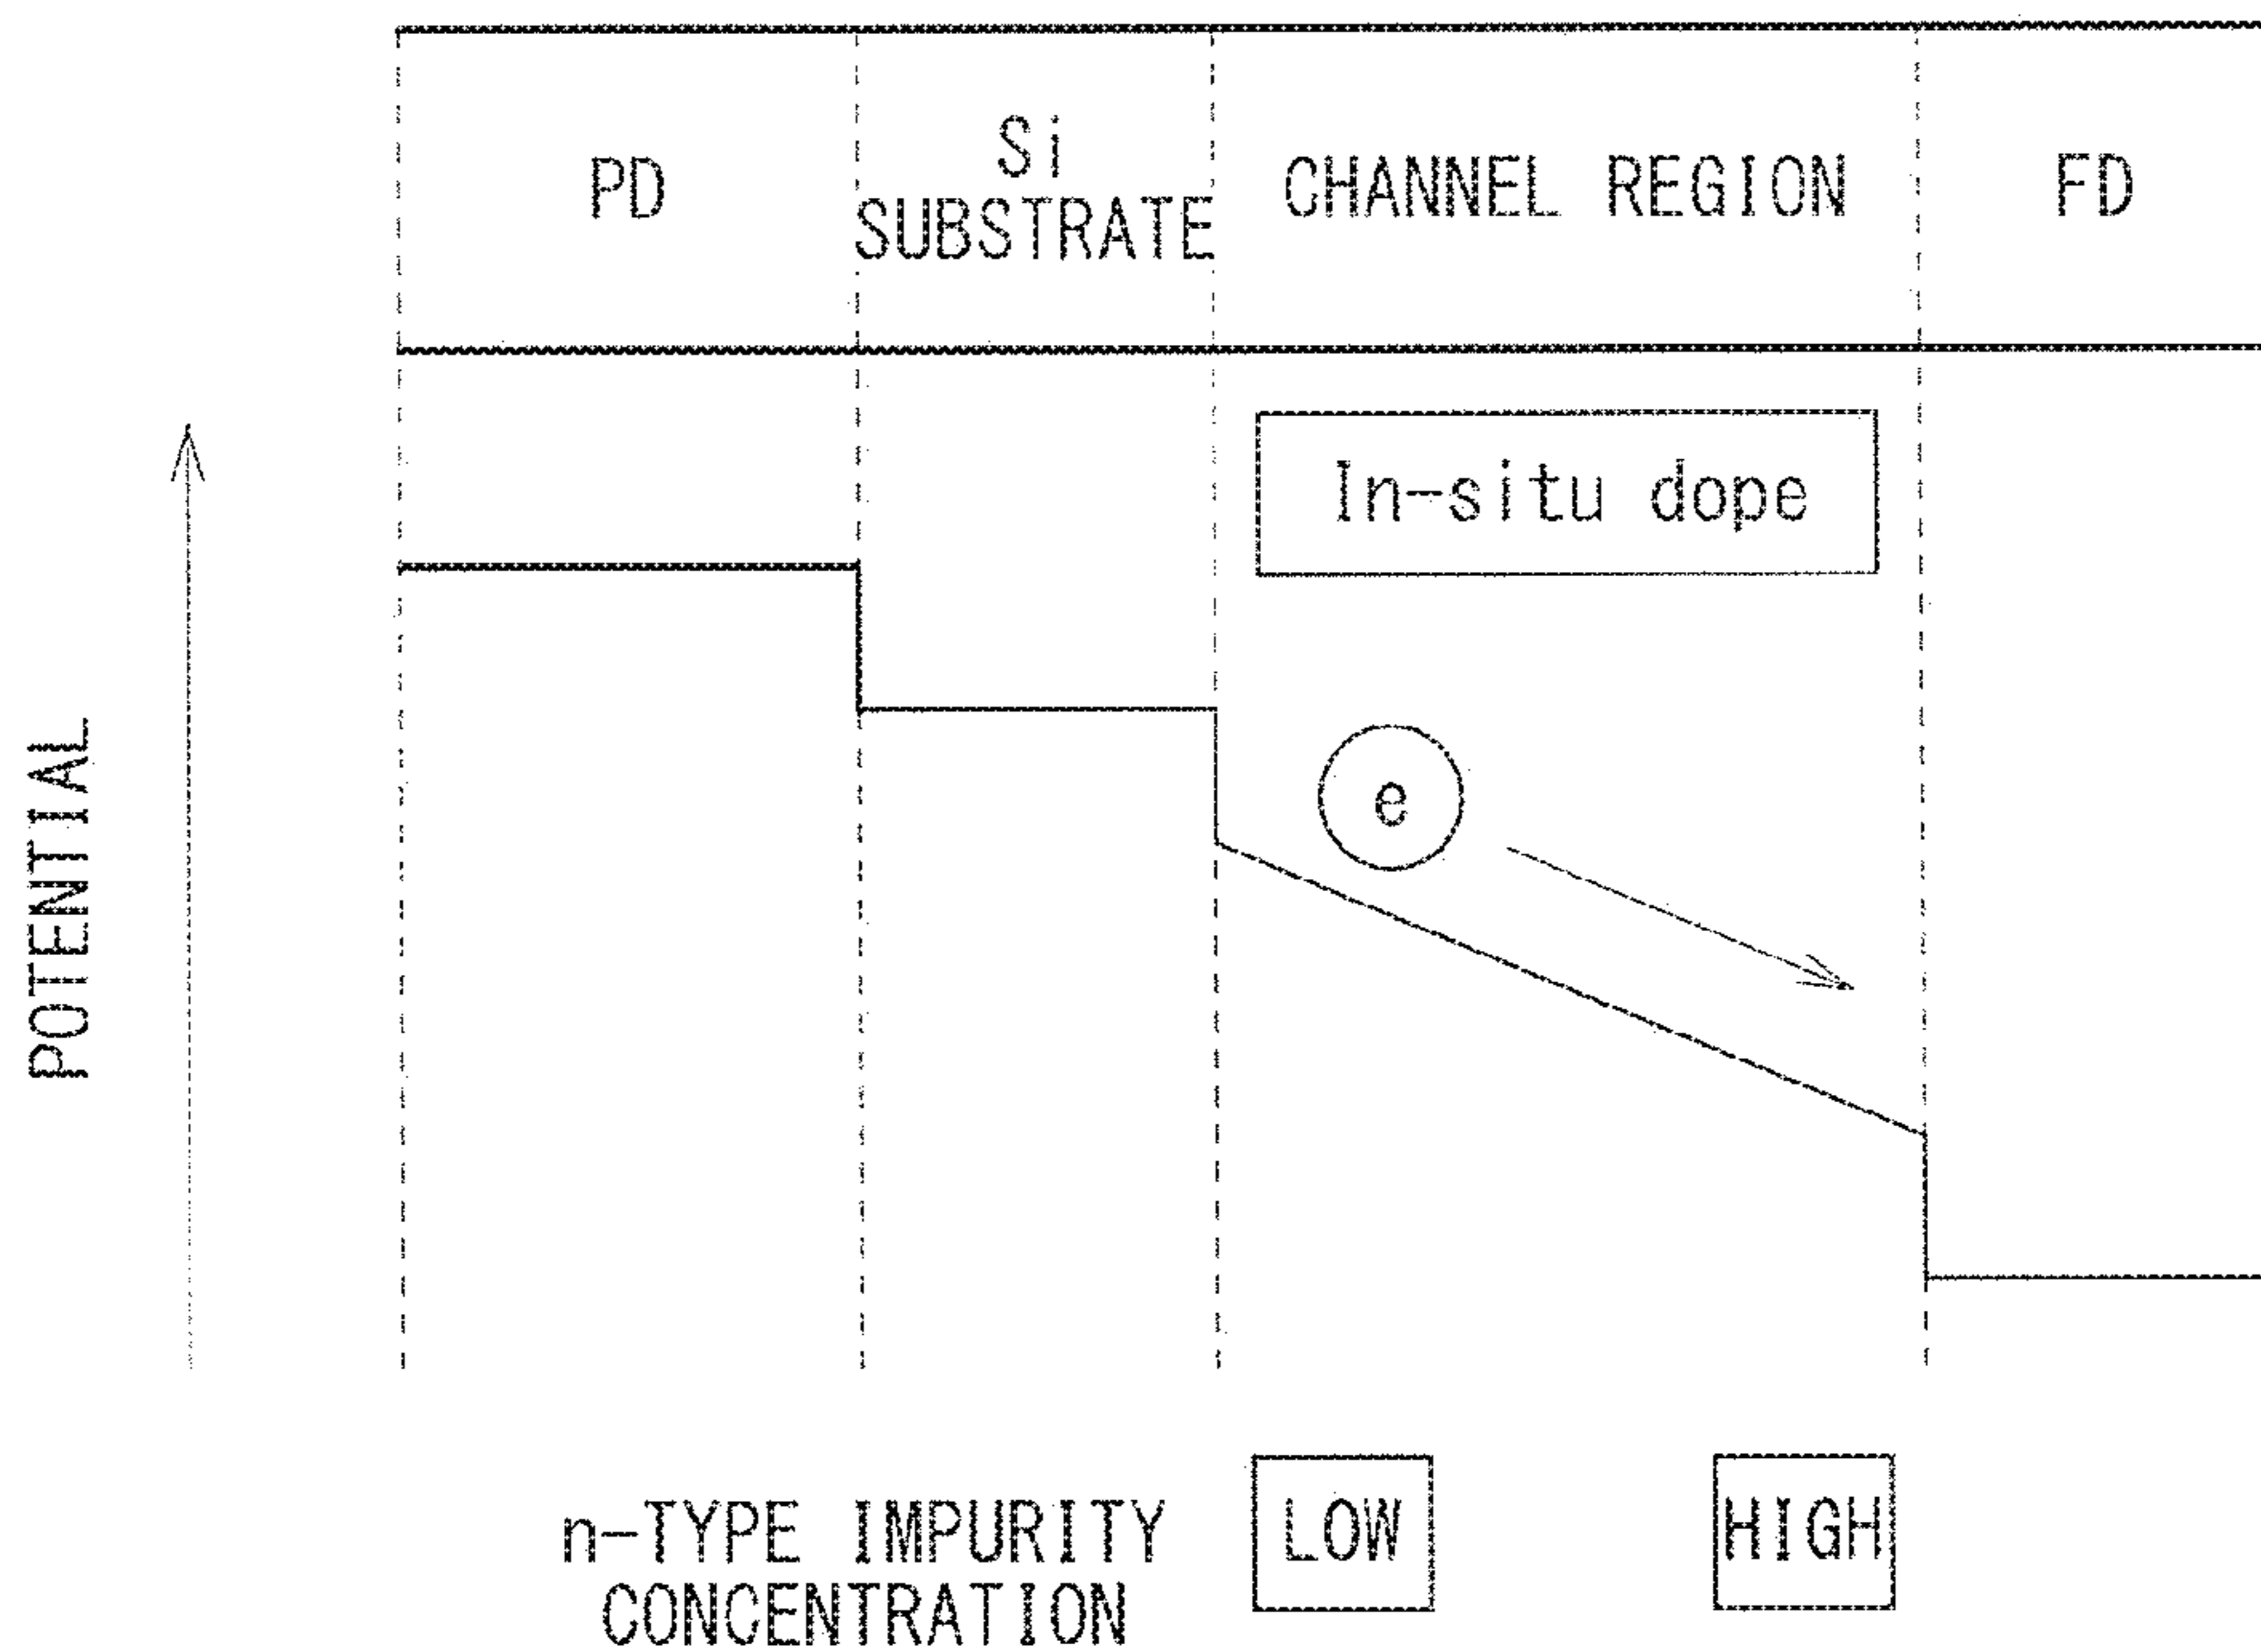 PD
Si
SUBSTRATE
CHANNEL REGION
FD
In-situ dope
e
POTENTIAL
n-TYPE IMPURITY
CONCENTRATION
LOW
HIGH